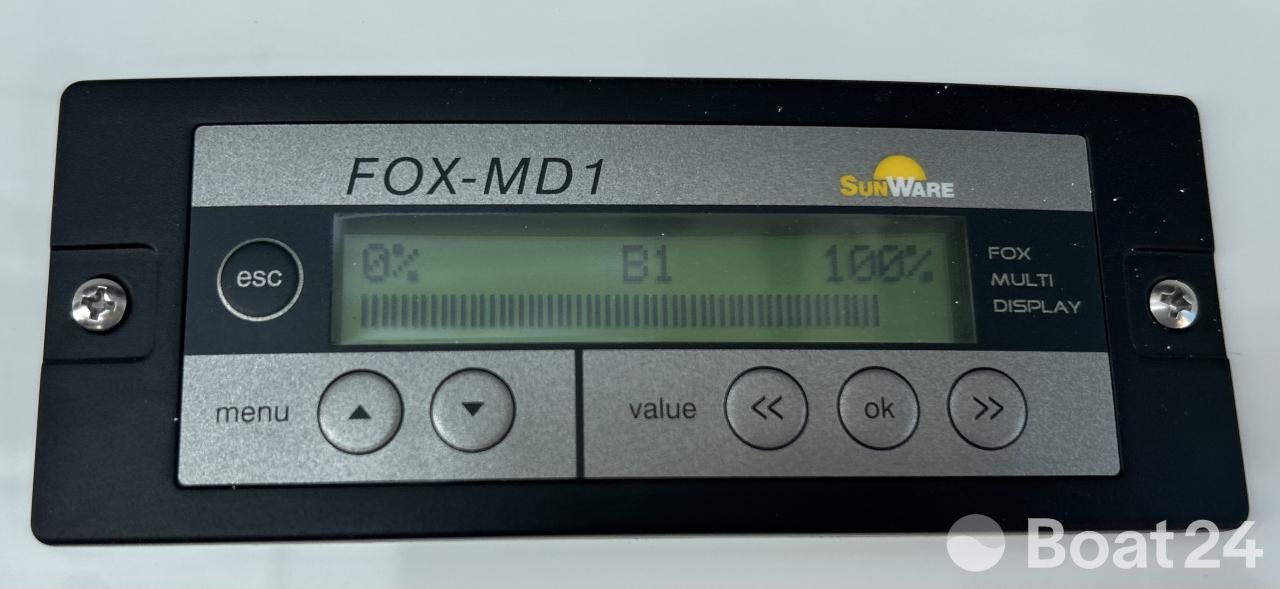 FOX-MD1
SUNWARE
esc
0% B1 100%
FOX
MULTI
DISPLAY
menu
value
<<
ok
>>
Boat24